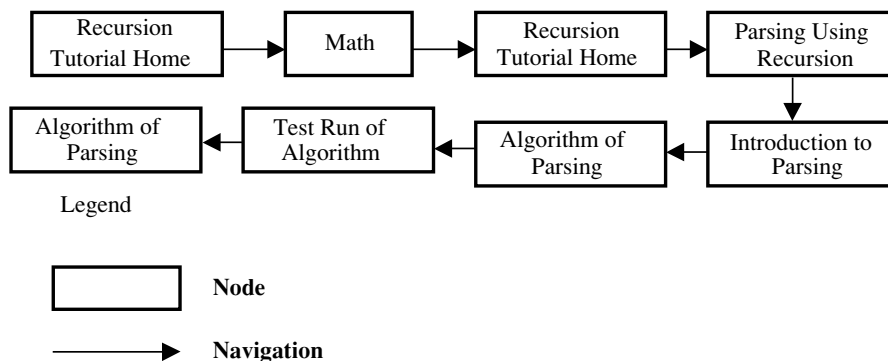 Recursion
Tutorial Home
Math
Recursion
Tutorial Home
Parsing Using
Recursion
Algorithm of
Parsing
Test Run of
Algorithm
Algorithm of
Parsing
Introduction to
Parsing
Legend
Node
Navigation